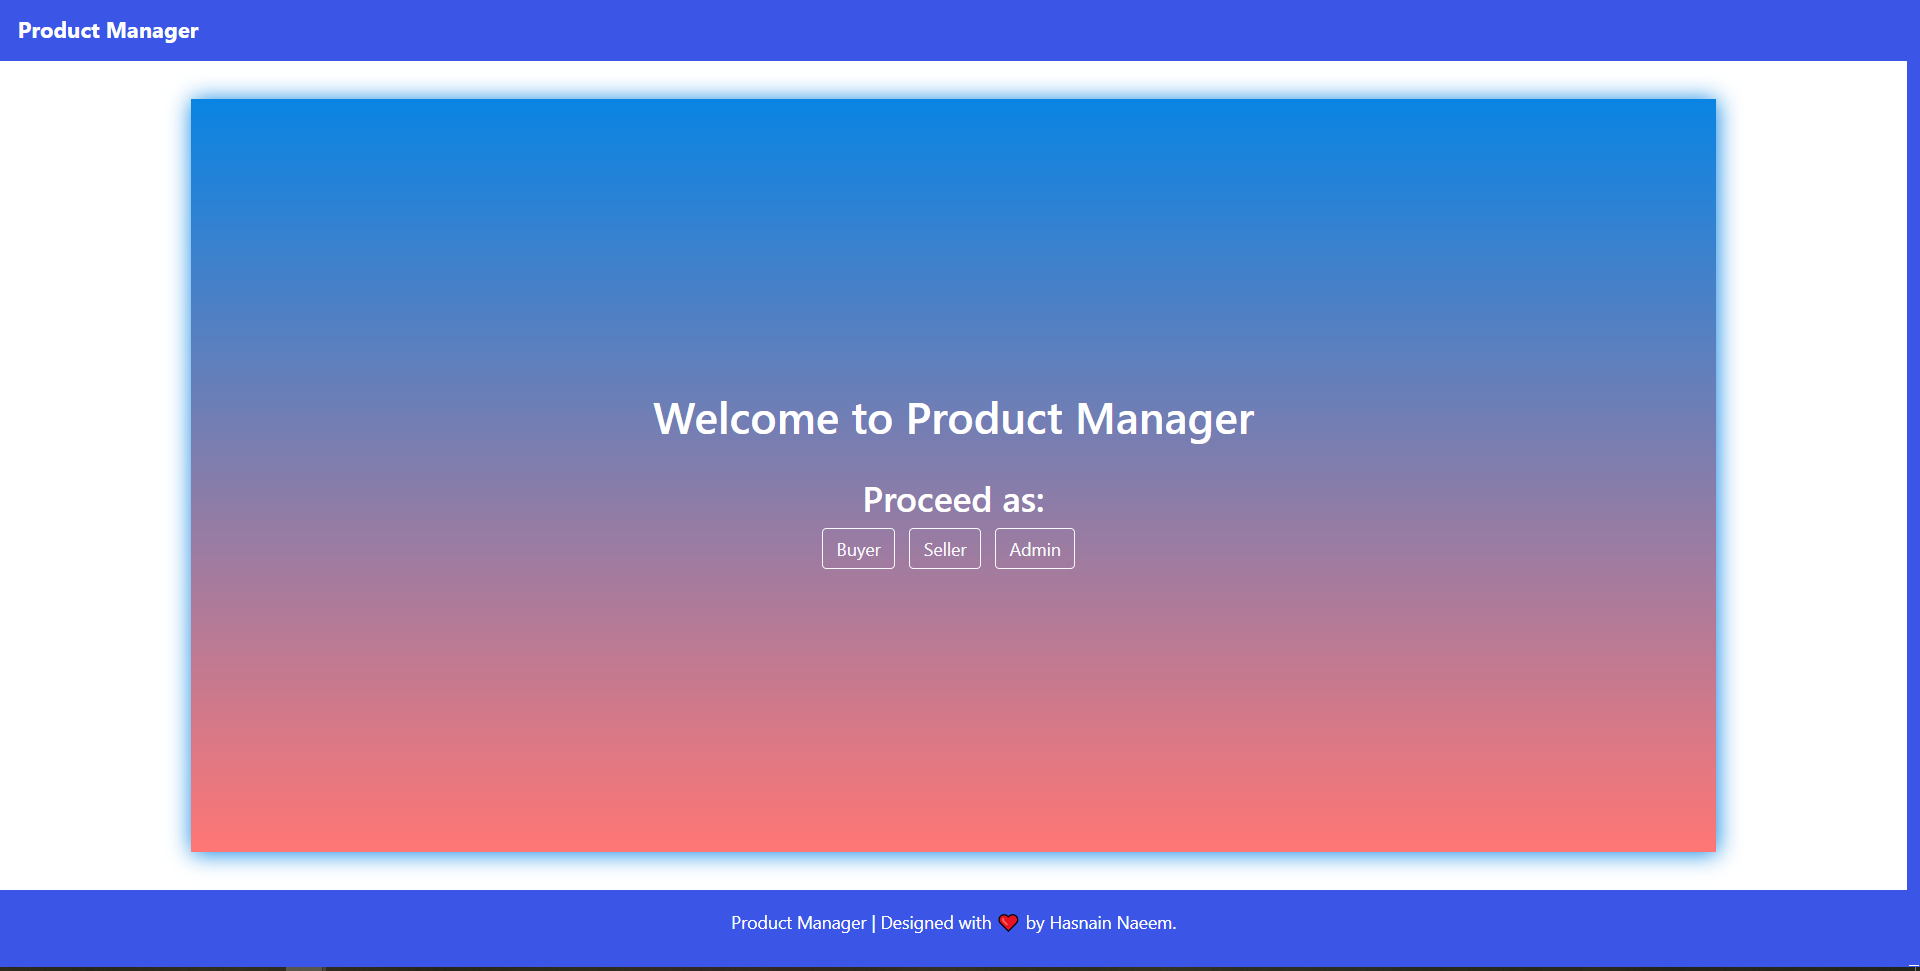 Product Manager
Welcome to Product Manager
Proceed as:
Buyer Seller Admin
Product Manager | Designed with ❤ by Hasnain Naeem.